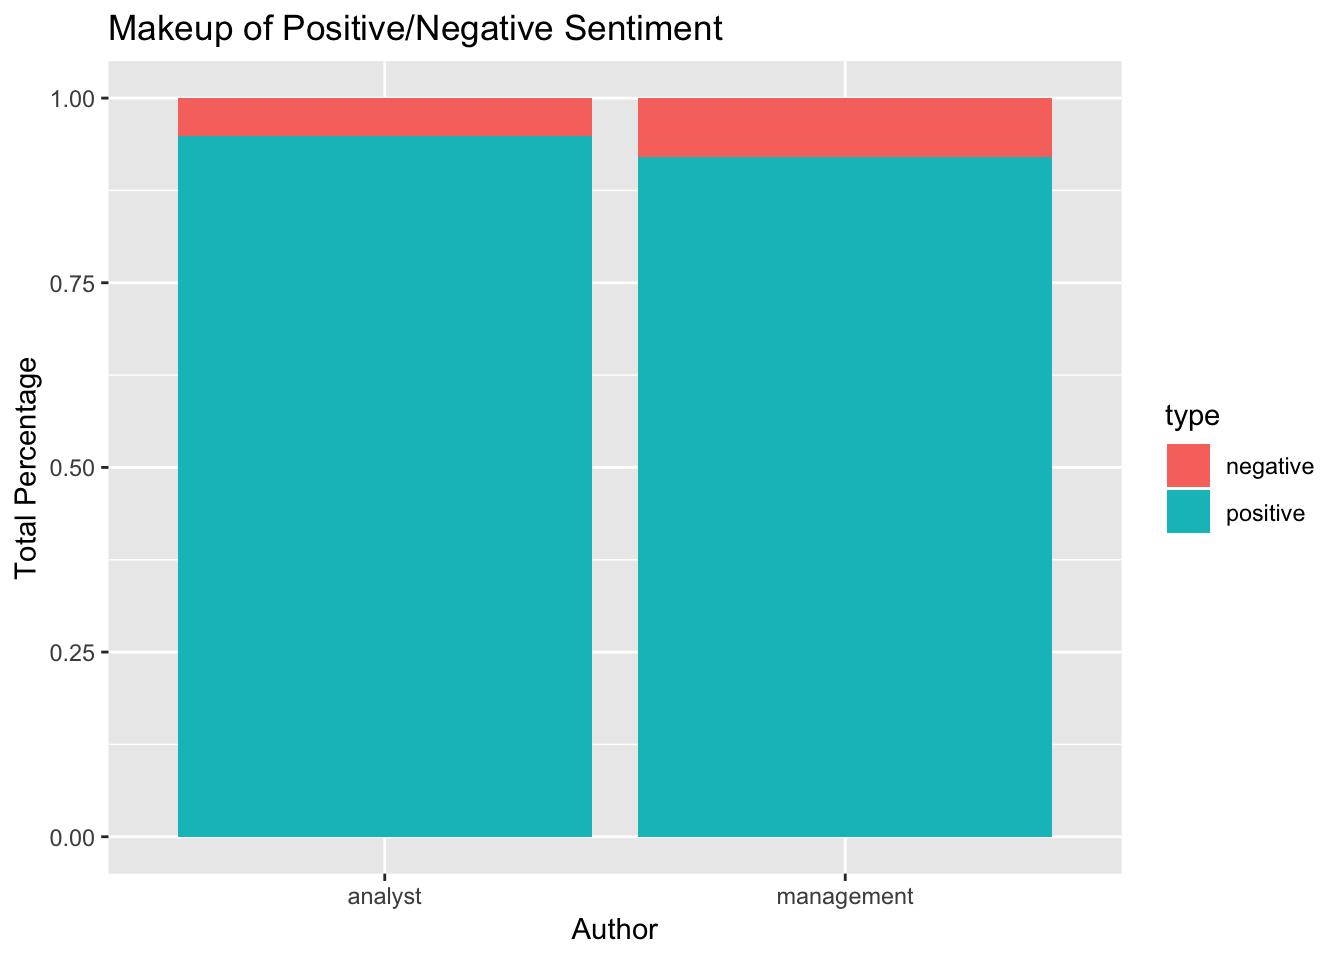 Makeup of Positive/Negative Sentiment
1.00
0.75
0.50
0.25
0.00
Total Percentage
analyst
management
Author
type
negative
positive